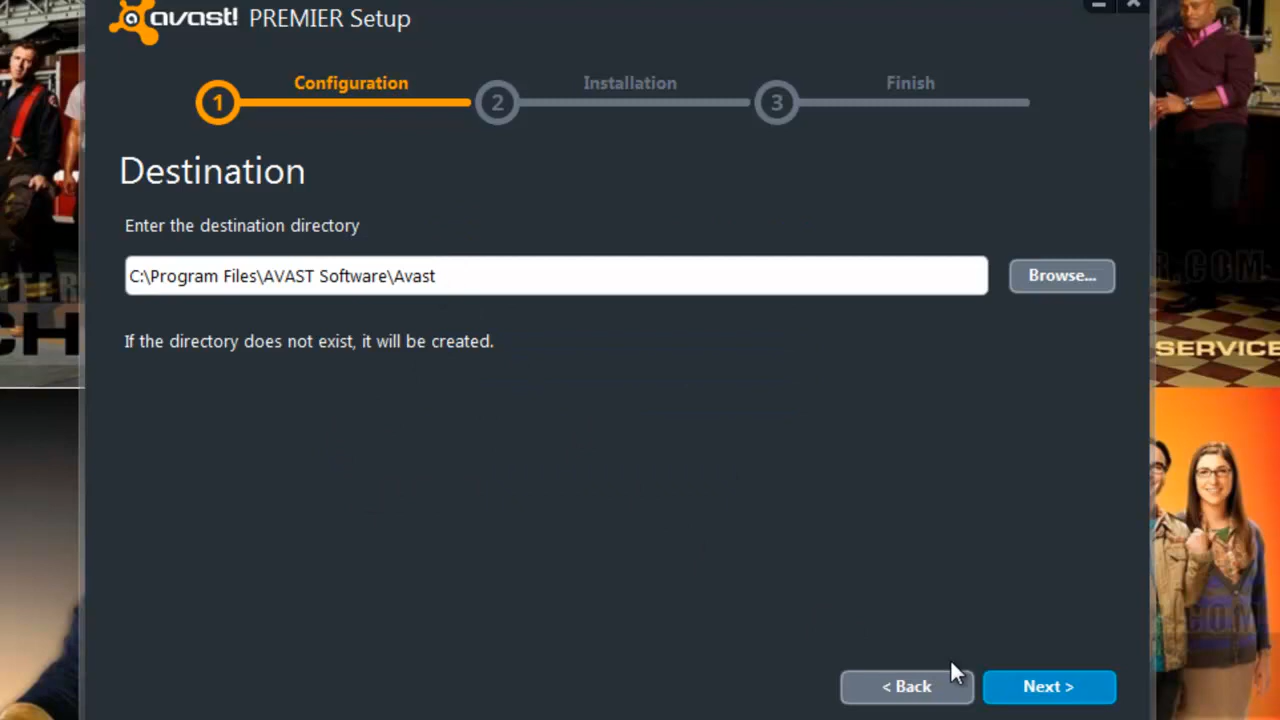 avast! PREMIER Setup
Configuration
Installation
Finish
1
2
3
Destination
Enter the destination directory
C:\Program Files\AVAST Software\Avast
Browse...
If the directory does not exist, it will be created.
SERVICE
.COM
< Back
Next >